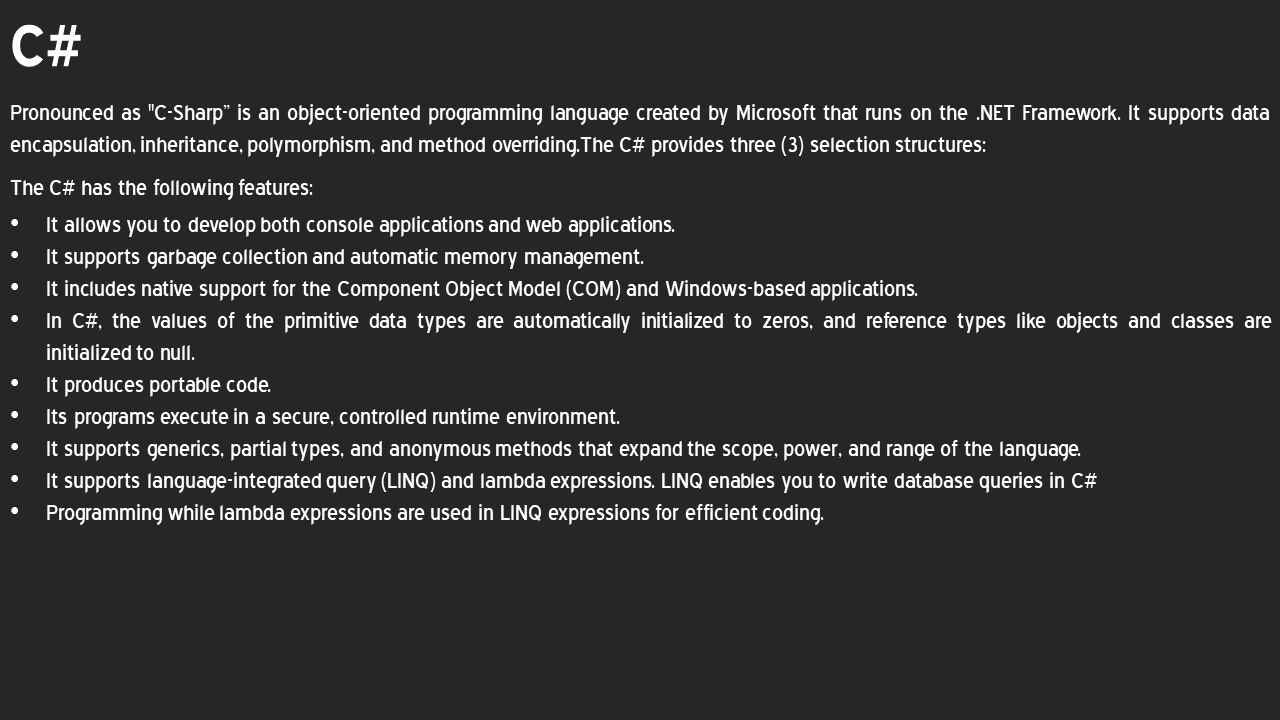 C#
Pronounced as "C-Sharp” is an object-oriented programming language created by Microsoft that runs on the .NET Framework. It supports data
encapsulation, inheritance, polymorphism, and method overriding.The C# provides three (3) selection structures:
The C# has the following features:
• It allows you to develop both console applications and web applications.
• It supports garbage collection and automatic memory management.
• It includes native support for the Component Object Model (COM) and Windows-based applications.
• In C#, the values of the primitive data types are automatically initialized to zeros, and reference types like objects and classes are
initialized to null.
• It produces portable code.
• Its programs execute in a secure, controlled runtime environment.
• It supports generics, partial types, and anonymous methods that expand the scope, power, and range of the language.
• It supports language-integrated query (LINQ) and lambda expressions. LINQ enables you to write database queries in C#
• Programming while lambda expressions are used in LINQ expressions for efficient coding.